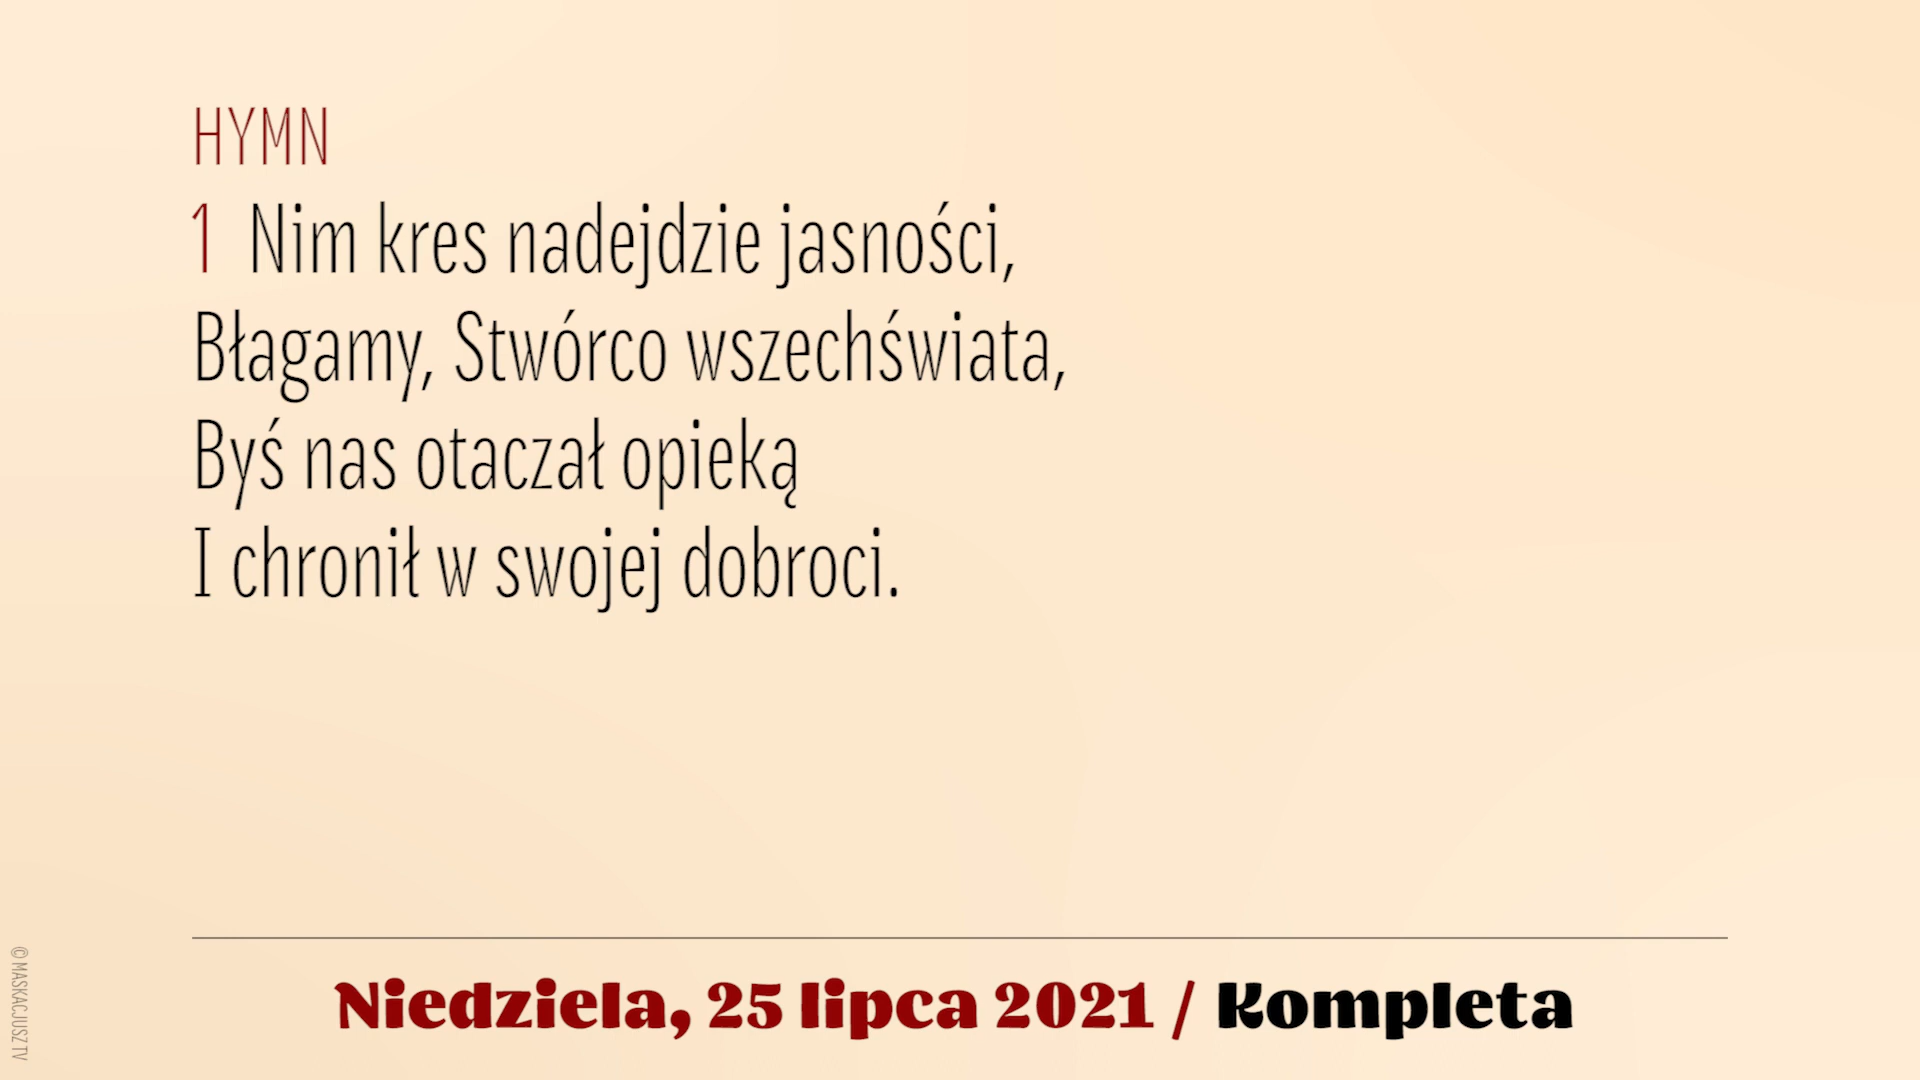 HYMN
1 Nim kres nadejdzie jasności,
Błagamy, Stwórco wszechświata,
Byś nas otaczał opieką
I chronił w swojej dobroci.
Niedziela, 25 lipca 2021 / Kompleta
© MASKACJUSZ TV